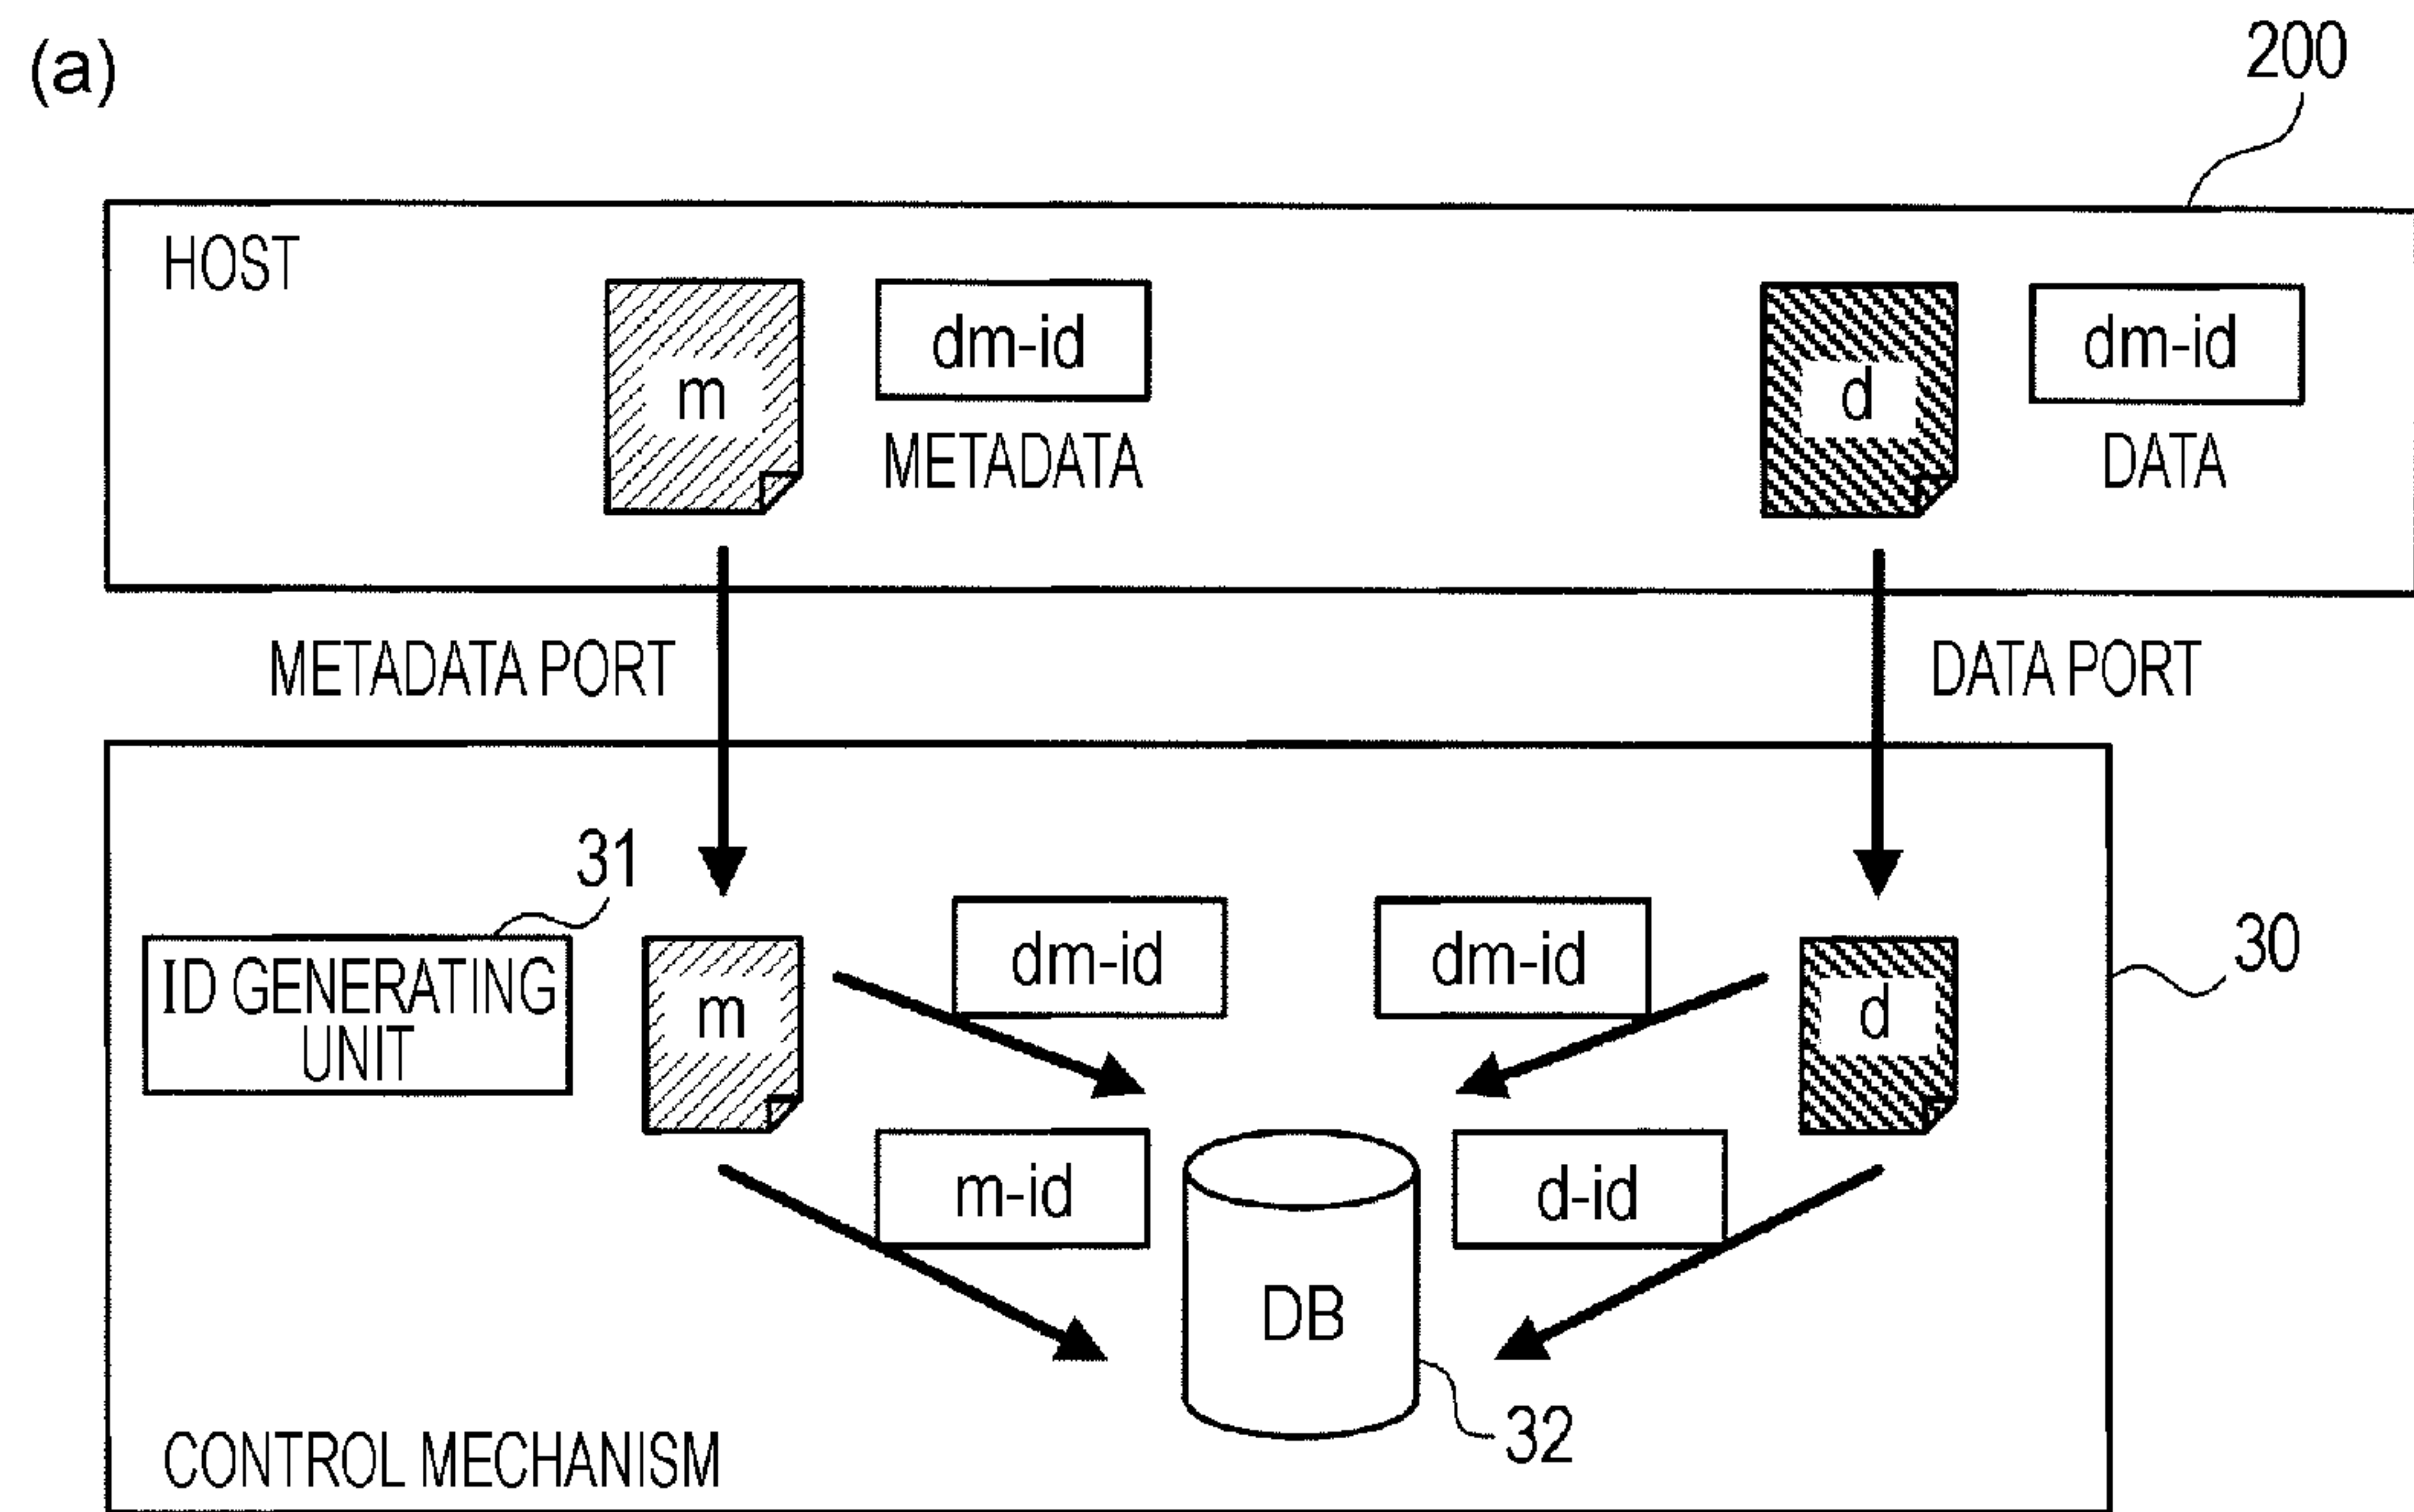 (a)
200
HOST
m
dm-id
METADATA
d
dm-id
DATA
METADATA PORT
DATA PORT
31
ID GENERATING
UNIT
m
dm-id
dm-id
d
30
m-id
d-id
DB
32
CONTROL MECHANISM